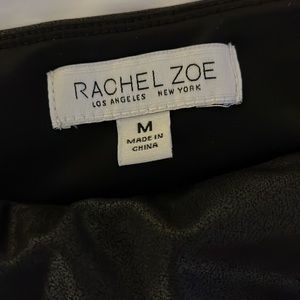 RACHEL ZOE
LOS ANGELES NEW YORK
M
MADE IN
CHINA